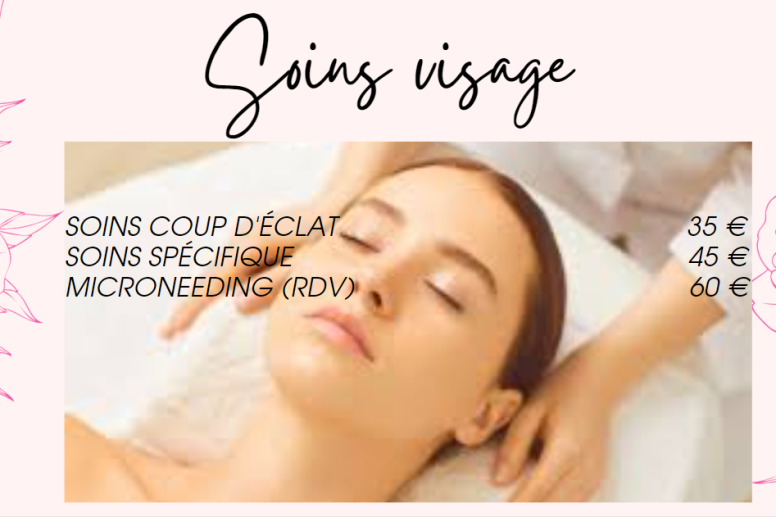 Soins visage
SOINS COUP D'ÉCLAT 35 €
SOINS SPÉCIFIQUE 45 €
MICRONEEDING (RDV) 60 €